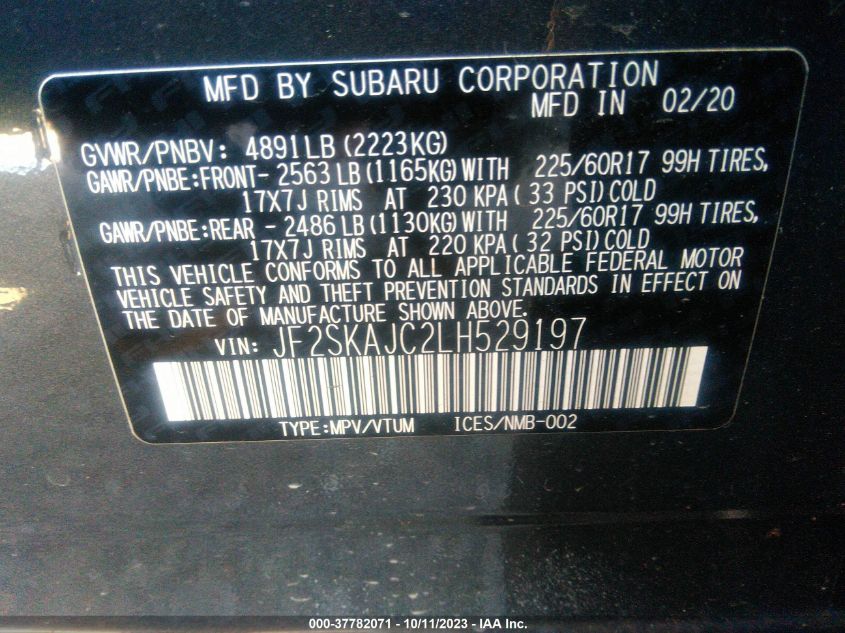 MFD BY SUBARU CORPORATION
MFD IN 02/20
GVWR/PNBV: 4891LB (2223KG)
GAWR/PNBE:FRONT- 2563 LB (1165KG) WITH 225/60R17 99H TIRES,
17X7J RIMS AT 230 KPA ( 33 PSI) COLD
GAWR/PNBE:REAR - 2486 LB (1130KG) WITH 225/60R17 99H TIRES,
17X7J RIMS AT 220 KPA ( 32 PSI) COLD
THIS VEHICLE CONFORMS TO ALL APPLICABLE FEDERAL MOTOR
VEHICLE SAFETY AND THEFT PREVENTION STANDARDS IN EFFECT ON
THE DATE OF MANUFACTURE SHOWN ABOVE.
VIN: JF2SKAJC2LH529197
TYPE:MPV/VTUM ICES/NMB-002
000-37782071 - 10/11/2023 - IAA Inc.